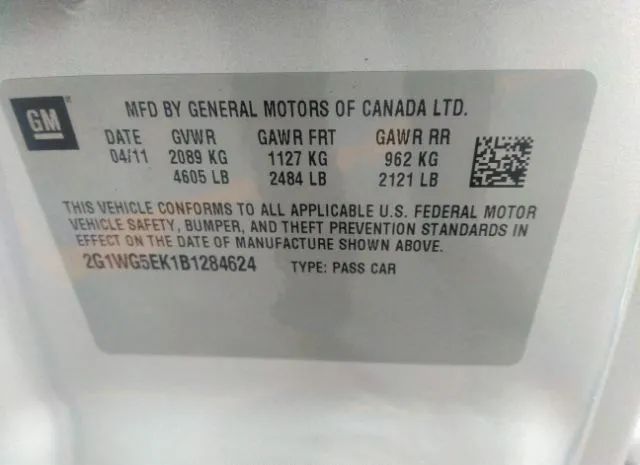 GM
MFD BY GENERAL MOTORS OF CANADA LTD.
DATE GVWR GAWR FRT GAWR RR
04/11 2089 KG 1127 KG 962 KG
4605 LB 2484 LB 2121 LB
THIS VEHICLE CONFORMS TO ALL APPLICABLE U.S. FEDERAL MOTOR
VEHICLE SAFETY, BUMPER, AND THEFT PREVENTION STANDARDS IN
EFFECT ON THE DATE OF MANUFACTURE SHOWN ABOVE.
2G1WG5EK1B1284624 TYPE: PASS CAR